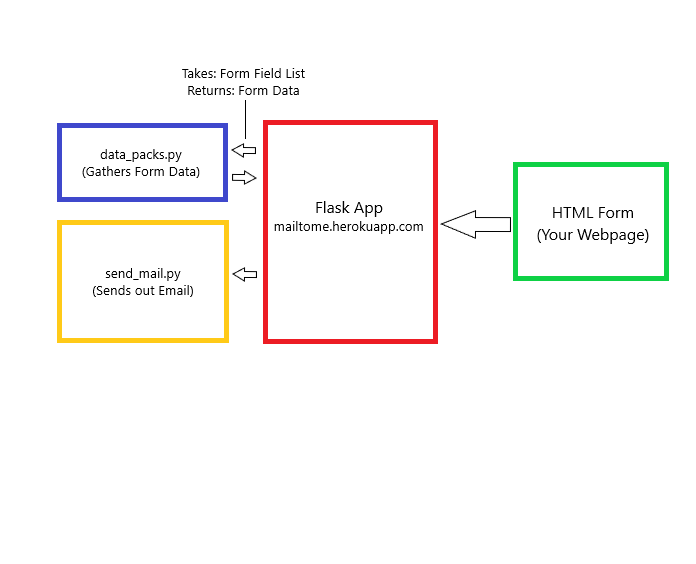 Takes: Form Field List
Returns: Form Data
data_packs.py
(Gathers Form Data)
send_mail.py
(Sends out Email)
Flask App
mailtome.herokuapp.com
HTML Form
(Your Webpage)